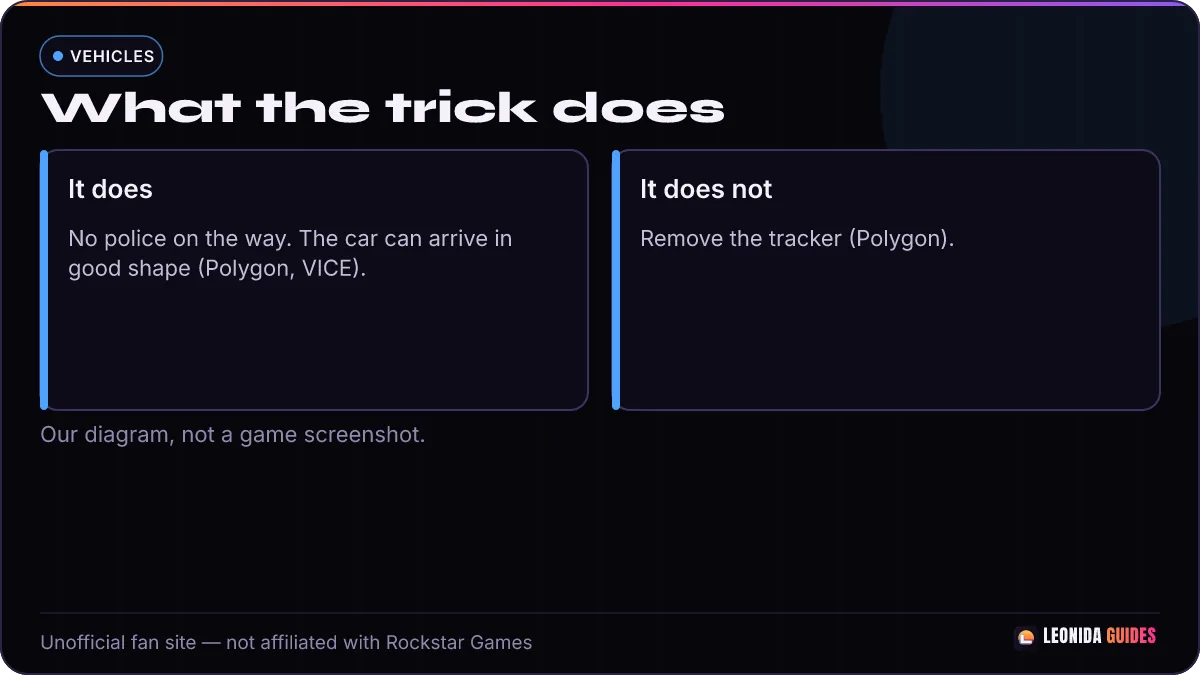 VEHICLES
What the trick does
It does
No police on the way. The car can arrive in
good shape (Polygon, VICE).
It does not
Remove the tracker (Polygon).
Our diagram, not a game screenshot.
Unofficial fan site — not affiliated with Rockstar Games
LEONIDA GUIDES